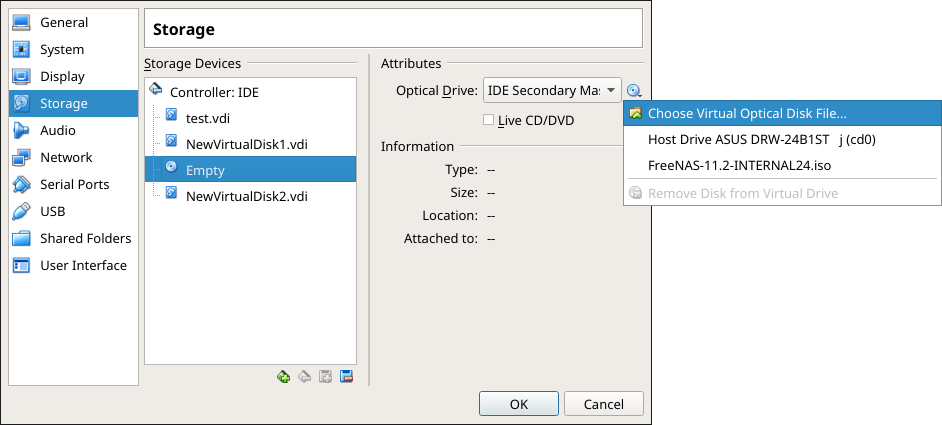 General
System
Display
Storage
Audio
Network
Serial Ports
USB
Shared Folders
User Interface
Storage
Storage Devices
Controller: IDE
test.vdi
NewVirtualDisk1.vdi
Empty
NewVirtualDisk2.vdi
Attributes
Optical Drive: IDE Secondary Mas
Live CD/DVD
Information
Type: --
Size: --
Location: --
Attached to: --
Choose Virtual Optical Disk File...
Host Drive ASUS DRW-24B1ST   j (cd0)
FreeNAS-11.2-INTERNAL24.iso
Remove Disk from Virtual Drive
OK
Cancel